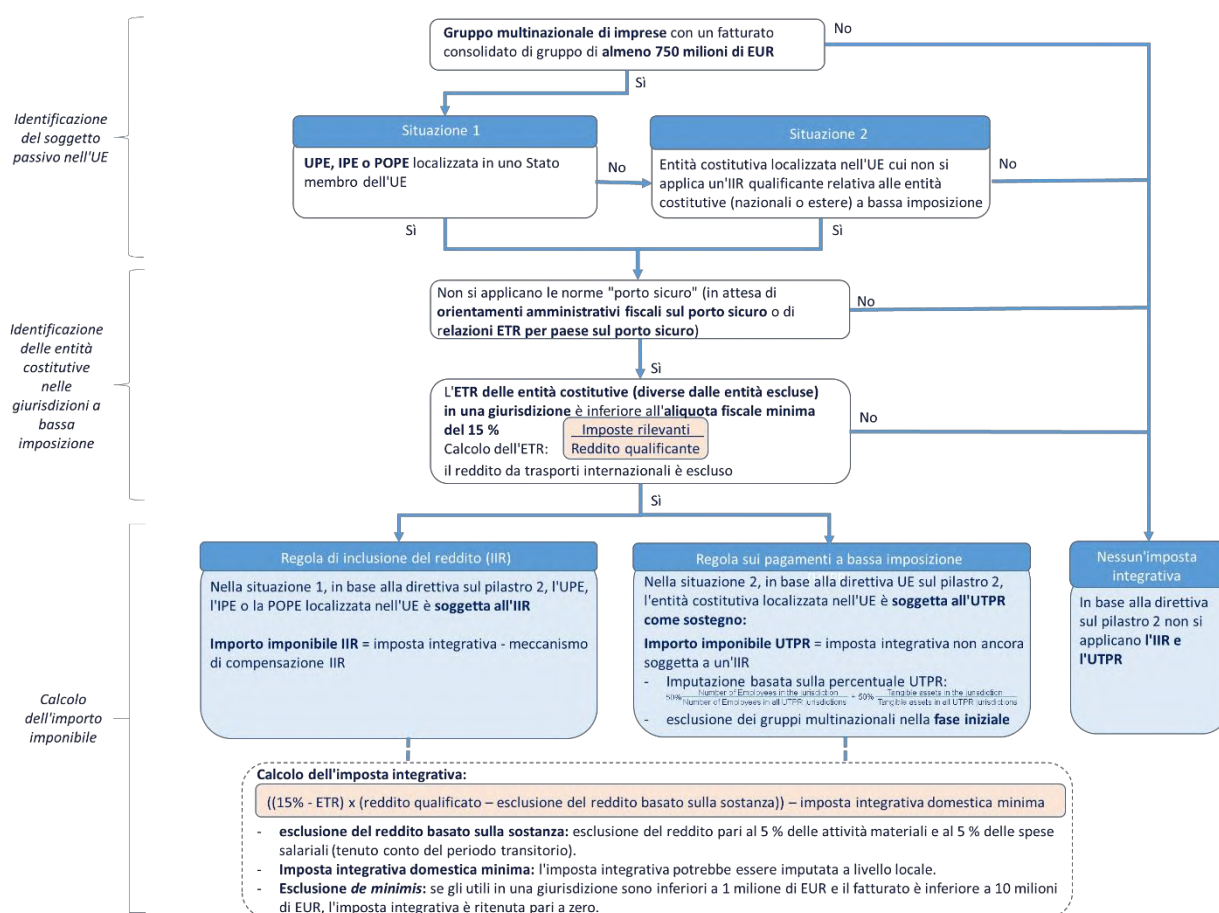 Gruppo multinazionale di imprese con un fatturato
consolidato di gruppo di almeno 750 milioni di EUR
No
Sì
Identificazione
del soggetto
passivo nell'UE
Situazione 1
UPE, IPE o POPE localizzata in uno Stato
membro dell'UE
No
Situazione 2
Entità costitutiva localizzata nell'UE cui non si
applica un'IIR qualificante relativa alle entità
costitutive (nazionali o estere) a bassa imposizione
No
Sì
Sì
Identificazione
delle entità
costitutive
nelle
giurisdizioni a
bassa
imposizione
Non si applicano le norme "porto sicuro" (in attesa di
orientamenti amministrativi fiscali sul porto sicuro o di
relazioni ETR per paese sul porto sicuro)
No
Sì
L'ETR delle entità costitutive (diverse dalle entità escluse)
in una giurisdizione è inferiore all'aliquota fiscale minima
del 15 %
Imposte rilevanti
Calcolo dell'ETR:
Reddito qualificante
il reddito da trasporti internazionali è escluso
No
Sì
Calcolo
dell'importo
imponibile
Regola di inclusione del reddito (IIR)
Nella situazione 1, in base alla direttiva sul pilastro 2, l'UPE,
l'IPE o la POPE localizzata nell'UE è soggetta all'IIR
Importo imponibile IIR = imposta integrativa - meccanismo
di compensazione IIR
Regola sui pagamenti a bassa imposizione
Nella situazione 2, in base alla direttiva UE sul pilastro 2,
l'entità costitutiva localizzata nell'UE è soggetta all'UTPR
come sostegno:
Importo imponibile UTPR = imposta integrativa non ancora
soggetta a un'IIR
- Imputazione basata sulla percentuale UTPR:
50% Number of Employees in the jurisdiction / Number of Employees in all UTPR jurisdictions + 50% Tangible assets in the jurisdiction / Tangible assets in all UTPR jurisdictions
- esclusione dei gruppi multinazionali nella fase iniziale
Nessun'imposta
integrativa
In base alla direttiva
sul pilastro 2 non si
applicano l'IIR e
l'UTPR
Calcolo dell'imposta integrativa:
((15% - ETR) x (reddito qualificato – esclusione del reddito basato sulla sostanza)) – imposta integrativa domestica minima
- esclusione del reddito basato sulla sostanza: esclusione del reddito pari al 5 % delle attività materiali e al 5 % delle spese
salariali (tenuto conto del periodo transitorio).
- Imposta integrativa domestica minima: l'imposta integrativa potrebbe essere imputata a livello locale.
- Esclusione de minimis: se gli utili in una giurisdizione sono inferiori a 1 milione di EUR e il fatturato è inferiore a 10 milioni
di EUR, l'imposta integrativa è ritenuta pari a zero.